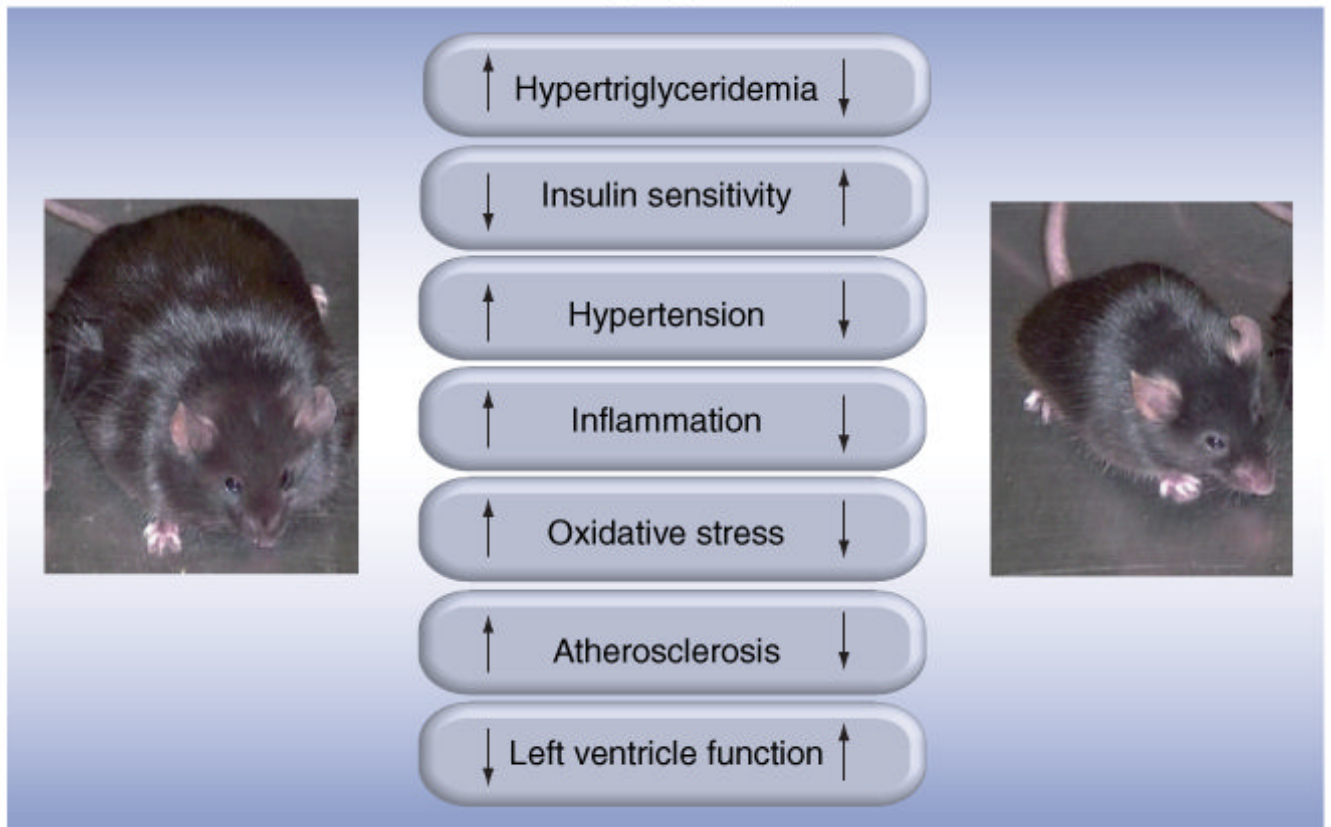 Hypertriglyceridemia
Insulin sensitivity
Hypertension
Inflammation
Oxidative stress
Atherosclerosis
Left ventricle function